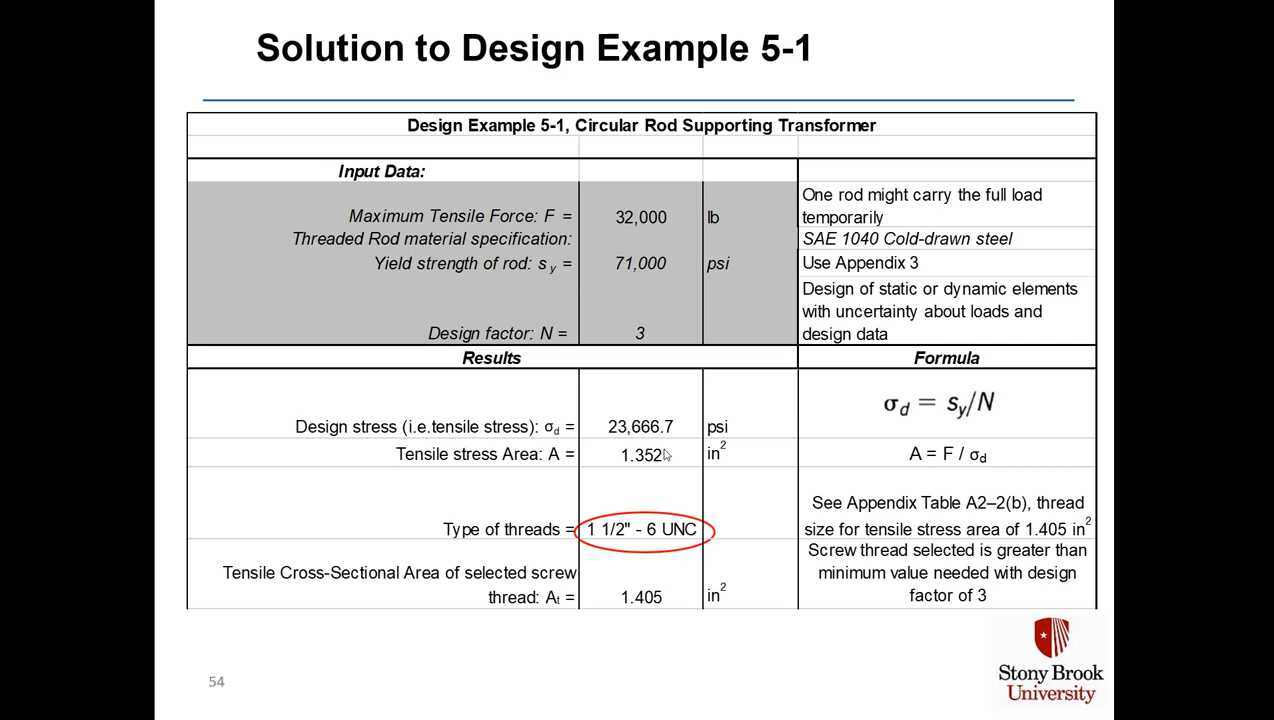 Solution to Design Example 5-1
Design Example 5-1, Circular Rod Supporting Transformer
Input Data:
Maximum Tensile Force: F = 32,000 lb
One rod might carry the full load
temporarily
Threaded Rod material specification:
SAE 1040 Cold-drawn steel
Yield strength of rod: s y = 71,000 psi
Use Appendix 3
Design factor: N = 3
Design of static or dynamic elements
with uncertainty about loads and
design data
Results
Formula
Design stress (i.e.tensile stress): σd = 23,666.7 psi
σd = sy/N
Tensile stress Area: A = 1.352 in2
A = F / σd
Type of threads = 1 1/2" - 6 UNC
See Appendix Table A2–2(b), thread
size for tensile stress area of 1.405 in2
Tensile Cross-Sectional Area of selected screw
thread: At = 1.405 in2
Screw thread selected is greater than
minimum value needed with design
factor of 3
54
Stony Brook
University